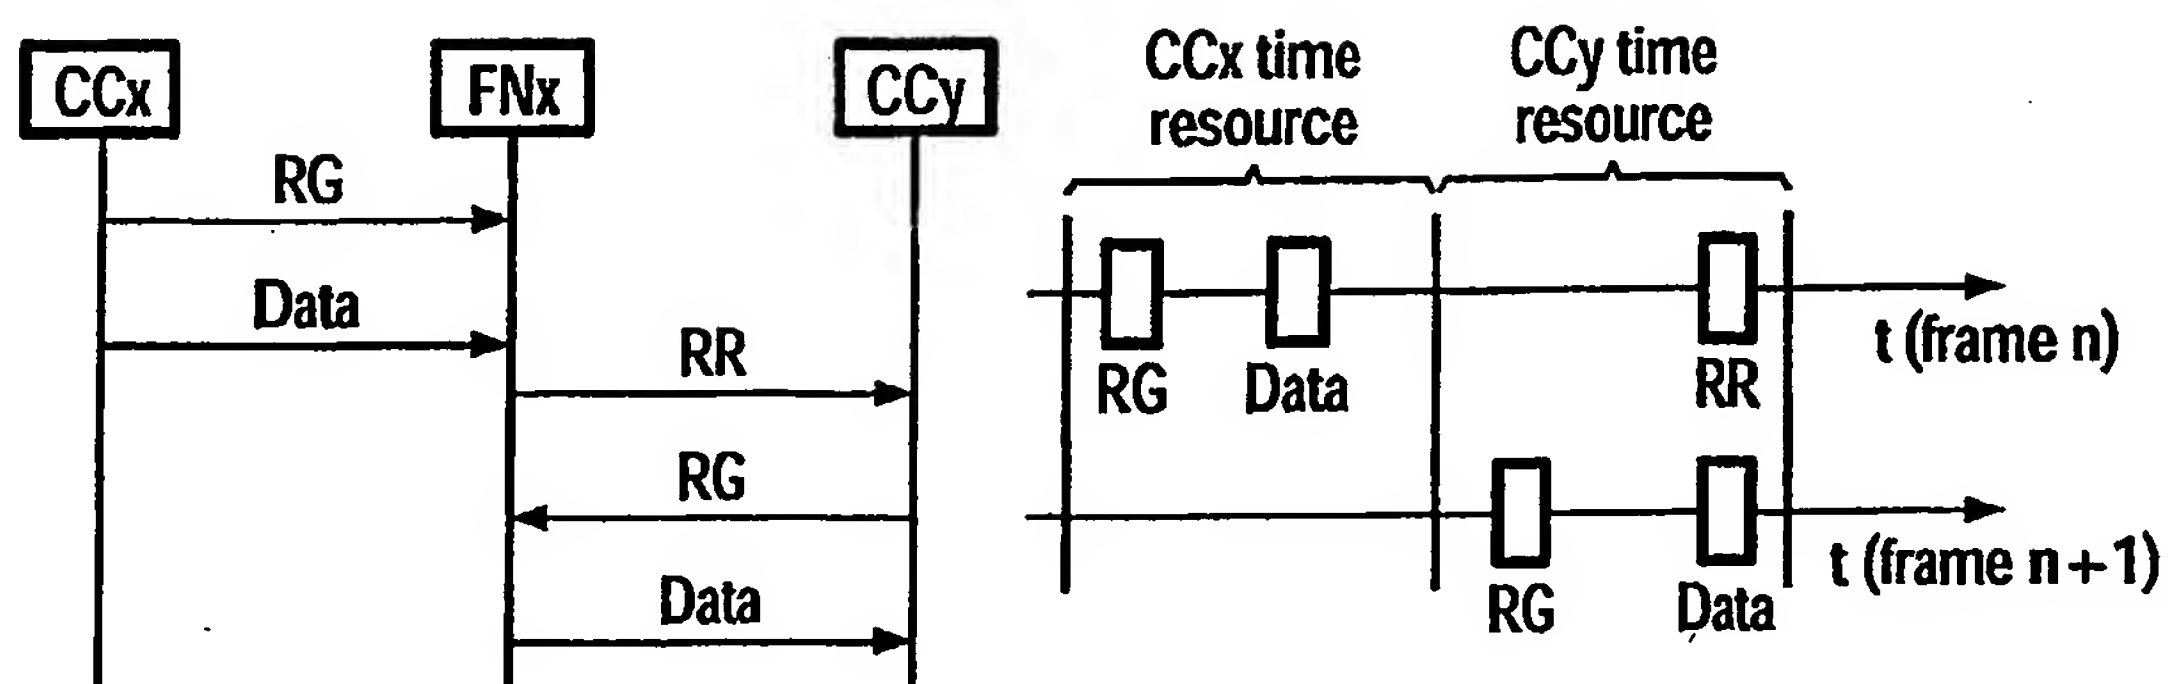 CCx
FNx
CCy
RG
Data
RR
RG
Data
CCx time
resource
CCy time
resource
RG
Data
RR
t (frame n)
RG
Data
t (frame n+1)